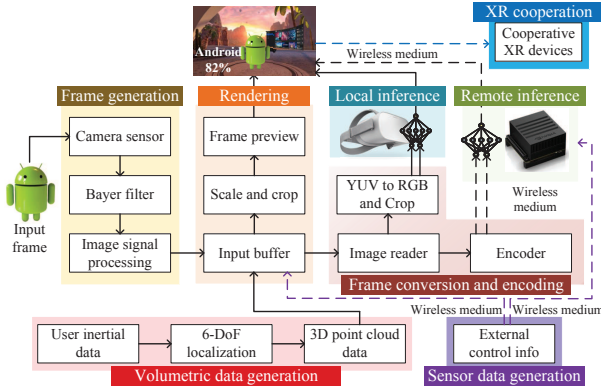 XR cooperation
Cooperative
XR devices
Android
82%
Wireless medium
Frame generation
Rendering
Local inference
Remote inference
Camera sensor
Frame preview
Bayer filter
Scale and crop
YUV to RGB
and Crop
Wireless
medium
Input
frame
Image signal
processing
Input buffer
Image reader
Encoder
Frame conversion and encoding
Wireless medium
Wireless medium
User inertial
data
6-DoF
localization
3D point cloud
data
External
control info
Volumetric data generation
Sensor data generation